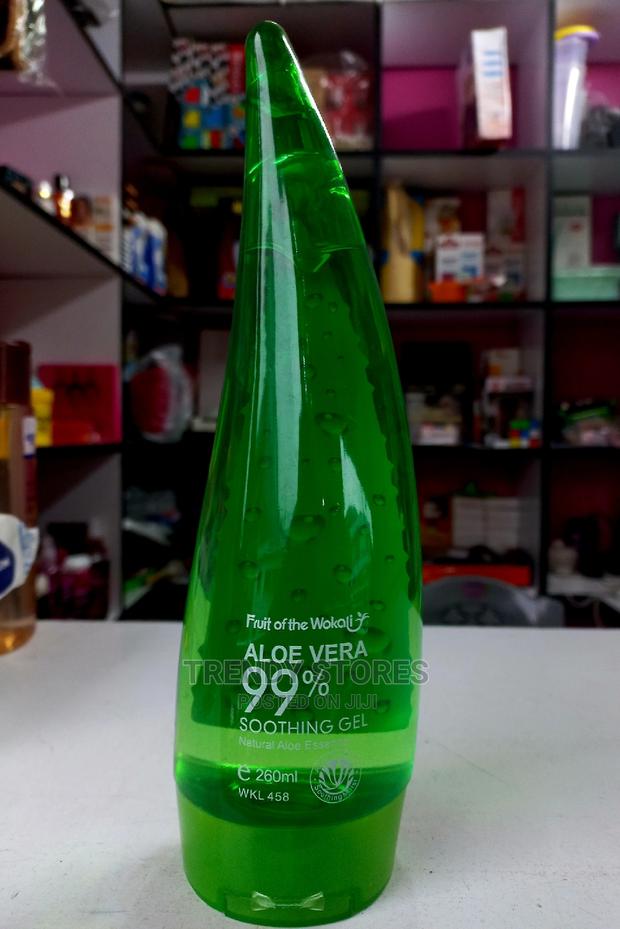 Fruit of the Wokali
ALOE VERA
TRENDY STORES
99%
POSTED ON JIJI
SOOTHING GEL
Natural Aloe Essence
e 260ml
WKL 458